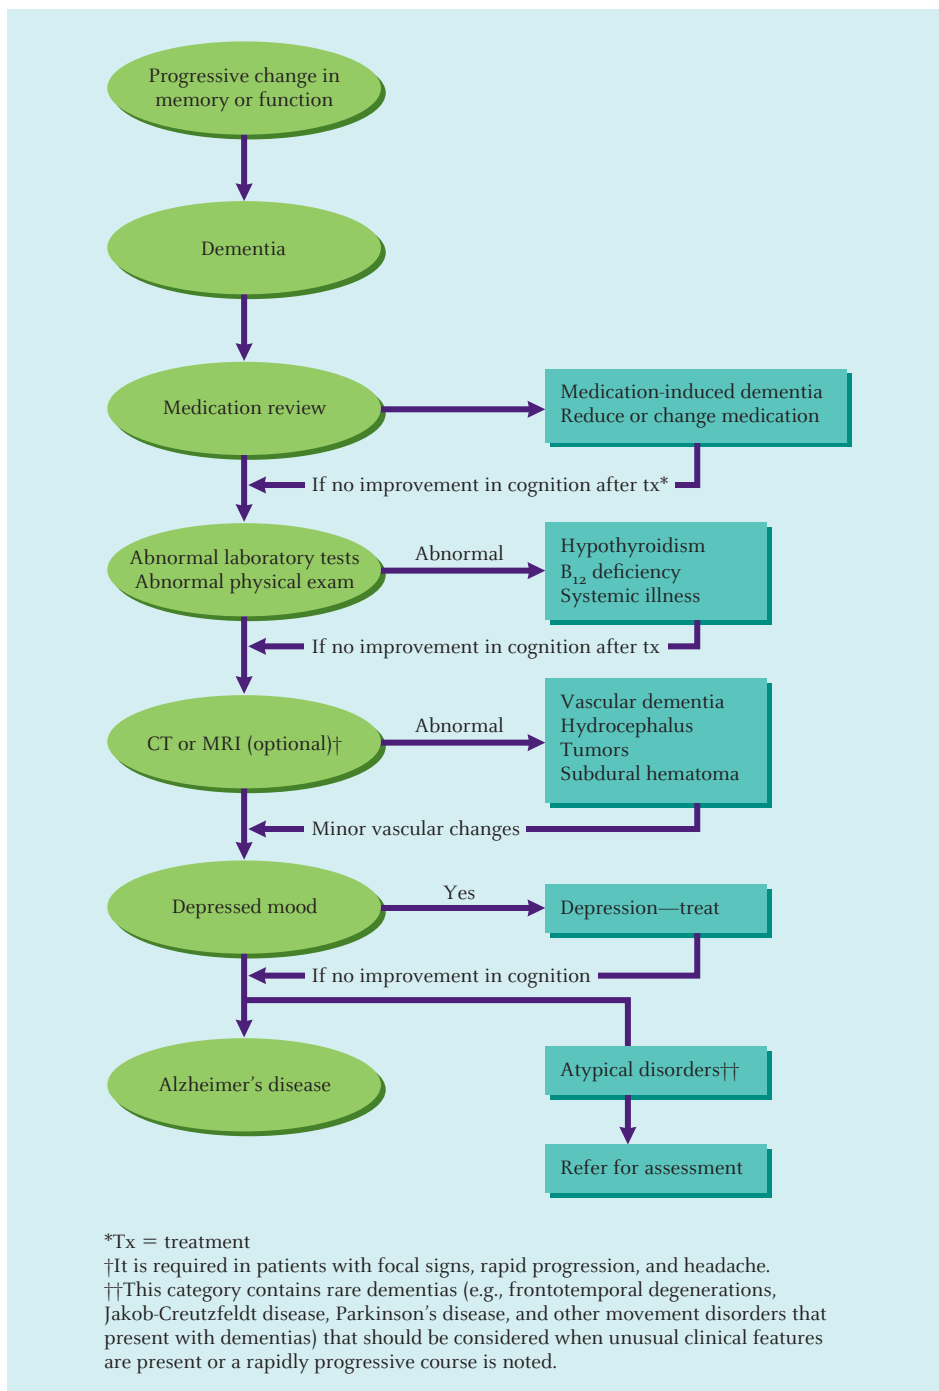 Progressive change in
memory or function
Dementia
Medication review
Medication-induced dementia
Reduce or change medication
If no improvement in cognition after tx*
Abnormal laboratory tests
Abnormal physical exam
Abnormal
Hypothyroidism
B₁₂ deficiency
Systemic illness
If no improvement in cognition after tx
CT or MRI (optional)†
Abnormal
Vascular dementia
Hydrocephalus
Tumors
Subdural hematoma
Minor vascular changes
Depressed mood
Yes
Depression—treat
If no improvement in cognition
Alzheimer's disease
Atypical disorders††
Refer for assessment
*Tx = treatment
†It is required in patients with focal signs, rapid progression, and headache.
††This category contains rare dementias (e.g., frontotemporal degenerations,
Jakob-Creutzfeldt disease, Parkinson's disease, and other movement disorders that
present with dementias) that should be considered when unusual clinical features
are present or a rapidly progressive course is noted.